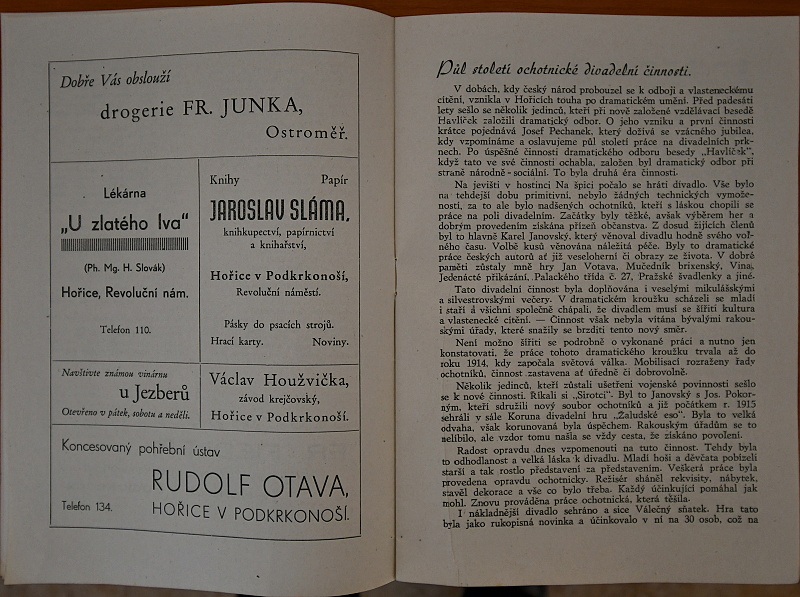 Dobře Vás obslouží
drogerie FR. JUNKA,
Ostroměř.
Lékárna
„U zlatého lva"
(Ph. Mg. H. Slovák)
Hořice, Revoluční nám.
Telefon 110.
Knihy Papír
JAROSLAV SLÁMA,
knihkupectví, papírnictví
a knihařství,
Hořice v Podkrkonoší,
Revoluční náměstí.
Pásky do psacích strojů.
Hrací karty. Noviny.
Navštivte známou vinárnu
u Jezberů
Otevřeno v pátek, sobotu a neděli.
Václav Houžvička,
závod krejčovský,
Hořice v Podkrkonoší.
Koncesovaný pohřební ústav
RUDOLF OTAVA,
Telefon 134. HOŘICE V PODKRKONOŠÍ.
Půl století ochotnické divadelní činnosti.
V dobách, kdy český národ probouzel se k odboji a vlasteneckému
cítění, vznikla v Hořicích touha po dramatickém umění. Před padesáti
lety sešlo se několik jedinců, kteří při nově založené vzdělávací besedě
Havlíček založili dramatický odbor. O jeho vzniku a první činnosti
krátce pojednává Josef Pechanek, který dožívá se vzácného jubilea,
kdy vzpomínáme a oslavujeme půl století práce na divadelních prk-
nech. Po úspěšné činnosti dramatického odboru besedy „Havlíček",
když tato ve své činnosti ochabla, založen byl dramatický odbor při
straně národně-sociální. To byla druhá éra činnosti.
Na jevišti v hostinci Na špici počalo se hráti divadlo. Vše bylo
na tehdejší dobu primitivní, nebylo žádných technických vymože-
ností, za to ale bylo nadšených ochotníků, kteří s láskou chopili se
práce na poli divadelním. Začátky byly těžké, avšak výběrem her a
dobrým provedením získána přízeň občanstva. Z dosud žijících členů
byl to hlavně Karel Janovský, který věnoval divadlu hodně svého vol-
ného času. Volbě kusů věnována náležitá péče. Byly to dramatické
práce českých autorů ať již veseloherní či obrazy ze života. V dobré
paměti zůstaly mně hry Jan Votava, Mučedník brixenský, Vina,
Jedenácté přikázání, Palackého třída č. 27, Pražské švadlenky a jiné.
Tato divadelní činnost byla doplňována i veselými mikulášskými
a silvestrovskými večery. V dramatickém kroužku scházeli se mladí
i staří a všichni společně chápali, že divadlem musí se šířiti kultura
a vlastenecké cítění. — Činnost však nebyla vítána bývalými rakou-
skými úřady, které snažily se brzditi tento nový směr.
Není možno šířiti se podrobně o vykonané práci a nutno jen
konstatovati, že práce tohoto dramatického kroužku trvala až do
roku 1914, kdy započala světová válka. Mobilisací rozraženy řady
ochotníků, činnost zastavena ať úředně či dobrovolně.
Několik jedinců, kteří zůstali ušetřeni vojenské povinnosti sešlo
se k nové činnosti. Říkali si „Sirotci". Byl to Janovský s Jos. Pokor-
ným, kteří sdružili nový soubor ochotníků a již počátkem r. 1915
sehráli v sále Koruna divadelní hru „Žaludské eso". Byla to velká
odvaha, však korunovaná byla úspěchem. Rakouským úřadům se to
nelíbilo, ale vzdor tomu našla se vždy cesta, že získáno povolení.
Radost opravdu dnes vzpomenouti na tuto činnost. Tehdy byla
to odhodlanost a velká láska k divadlu. Mladí hoši a děvčata pobízeli
starší a tak rostlo představení za představením. Veškerá práce byla
provedena opravdu ochotnicky. Režisér sháněl rekvisity, nábytek,
stavěl dekorace a vše co bylo třeba. Každý účinkující pomáhal jak
mohl. Znovu prováděna práce ochotnická, která těšila.
I nákladnější divadlo sehráno a sice Válečný sňatek. Hra tato
byla jako rukopisná novinka a účinkovalo v ní na 30 osob, což na